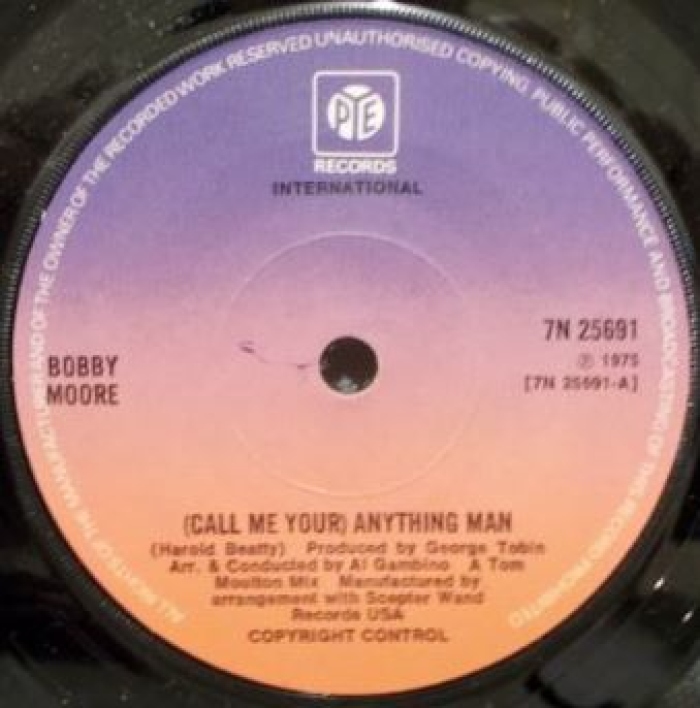 ALL RIGHTS OF THE MANUFACTURER AND OF THE OWNER OF THE RECORDED WORK RESERVED UNAUTHORISED COPYING PUBLIC PERFORMANCE AND BROADCASTING OF THIS RECORD PROHIBITED
PYE
RECORDS
INTERNATIONAL
7N 25691
℗ 1975
[7N 25691-A]
BOBBY
MOORE
(CALL ME YOUR) ANYTHING MAN
(Harold Beatty) Produced by George Tobin
Arr. & Conducted by Al Gambino A Tom
Moulton Mix Manufactured by
arrangement with Scepter Wand
Records USA
COPYRIGHT CONTROL